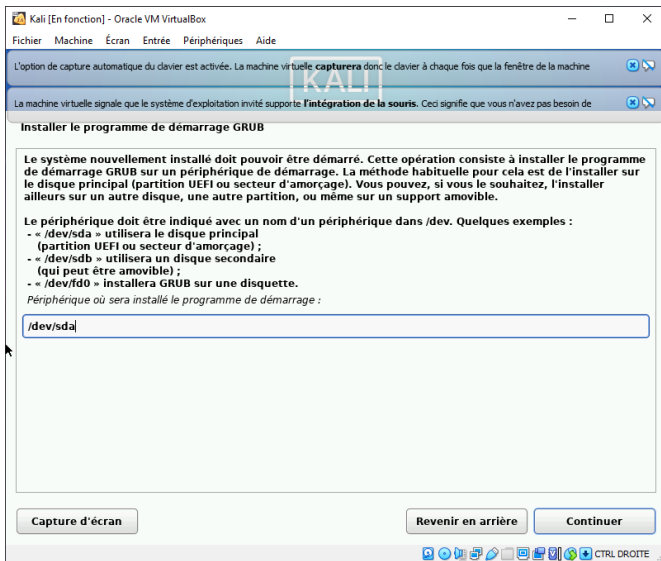 Kali [En fonction] - Oracle VM VirtualBox
Fichier Machine Écran Entrée Périphériques Aide
L'option de capture automatique du clavier est activée. La machine virtuelle capturera donc le clavier à chaque fois que la fenêtre de la machine
KALI
La machine virtuelle signale que le système d'exploitation invité supporte l'intégration de la souris. Ceci signifie que vous n'avez pas besoin de
Installer le programme de démarrage GRUB
Le système nouvellement installé doit pouvoir être démarré. Cette opération consiste à installer le programme
de démarrage GRUB sur un périphérique de démarrage. La méthode habituelle pour cela est de l'installer sur
le disque principal (partition UEFI ou secteur d'amorçage). Vous pouvez, si vous le souhaitez, l'installer
ailleurs sur un autre disque, une autre partition, ou même sur un support amovible.
Le périphérique doit être indiqué avec un nom d'un périphérique dans /dev. Quelques exemples :
- « /dev/sda » utilisera le disque principal
(partition UEFI ou secteur d'amorçage) ;
- « /dev/sdb » utilisera un disque secondaire
(qui peut être amovible) ;
- « /dev/fd0 » installera GRUB sur une disquette.
Périphérique où sera installé le programme de démarrage :
/dev/sda
Capture d'écran
Revenir en arrière
Continuer
CTRL DROITE